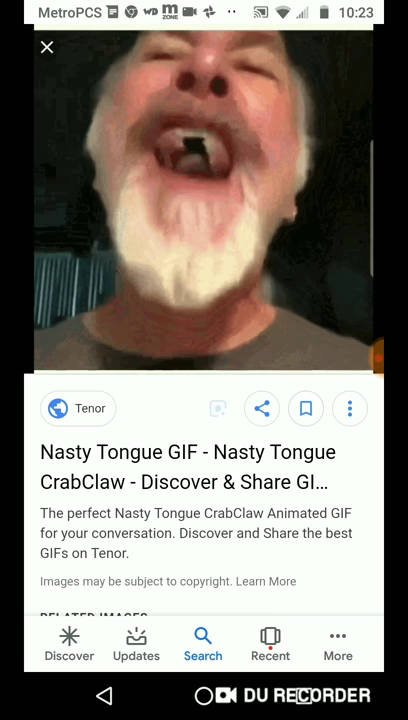 MetroPCS
10:23
Tenor
Nasty Tongue GIF - Nasty Tongue
CrabClaw - Discover & Share GI...
The perfect Nasty Tongue CrabClaw Animated GIF
for your conversation. Discover and Share the best
GIFs on Tenor.
Images may be subject to copyright. Learn More
RELATED IMAGES
Discover
Updates
Search
Recent
More
DU RECORDER